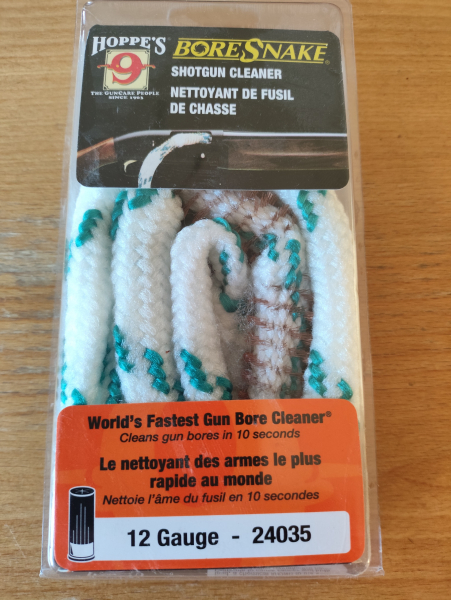 HOPPE'S
9
THE GUNCARE PEOPLE
SINCE 1903
BORESNAKE®
SHOTGUN CLEANER
NETTOYANT DE FUSIL
DE CHASSE
World's Fastest Gun Bore Cleaner®
Cleans gun bores in 10 seconds
Le nettoyant des armes le plus
rapide au monde
Nettoie l'âme du fusil en 10 secondes
12 Gauge - 24035